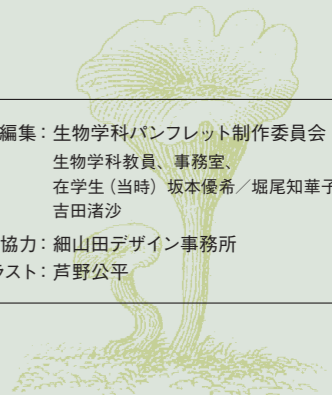 編集：生物学科パンフレット制作委員会
生物学科教員、事務室、
在学生（当時）坂本優希／堀尾知華子
吉田渚沙
協力：細山田デザイン事務所
ラスト：芦野公平